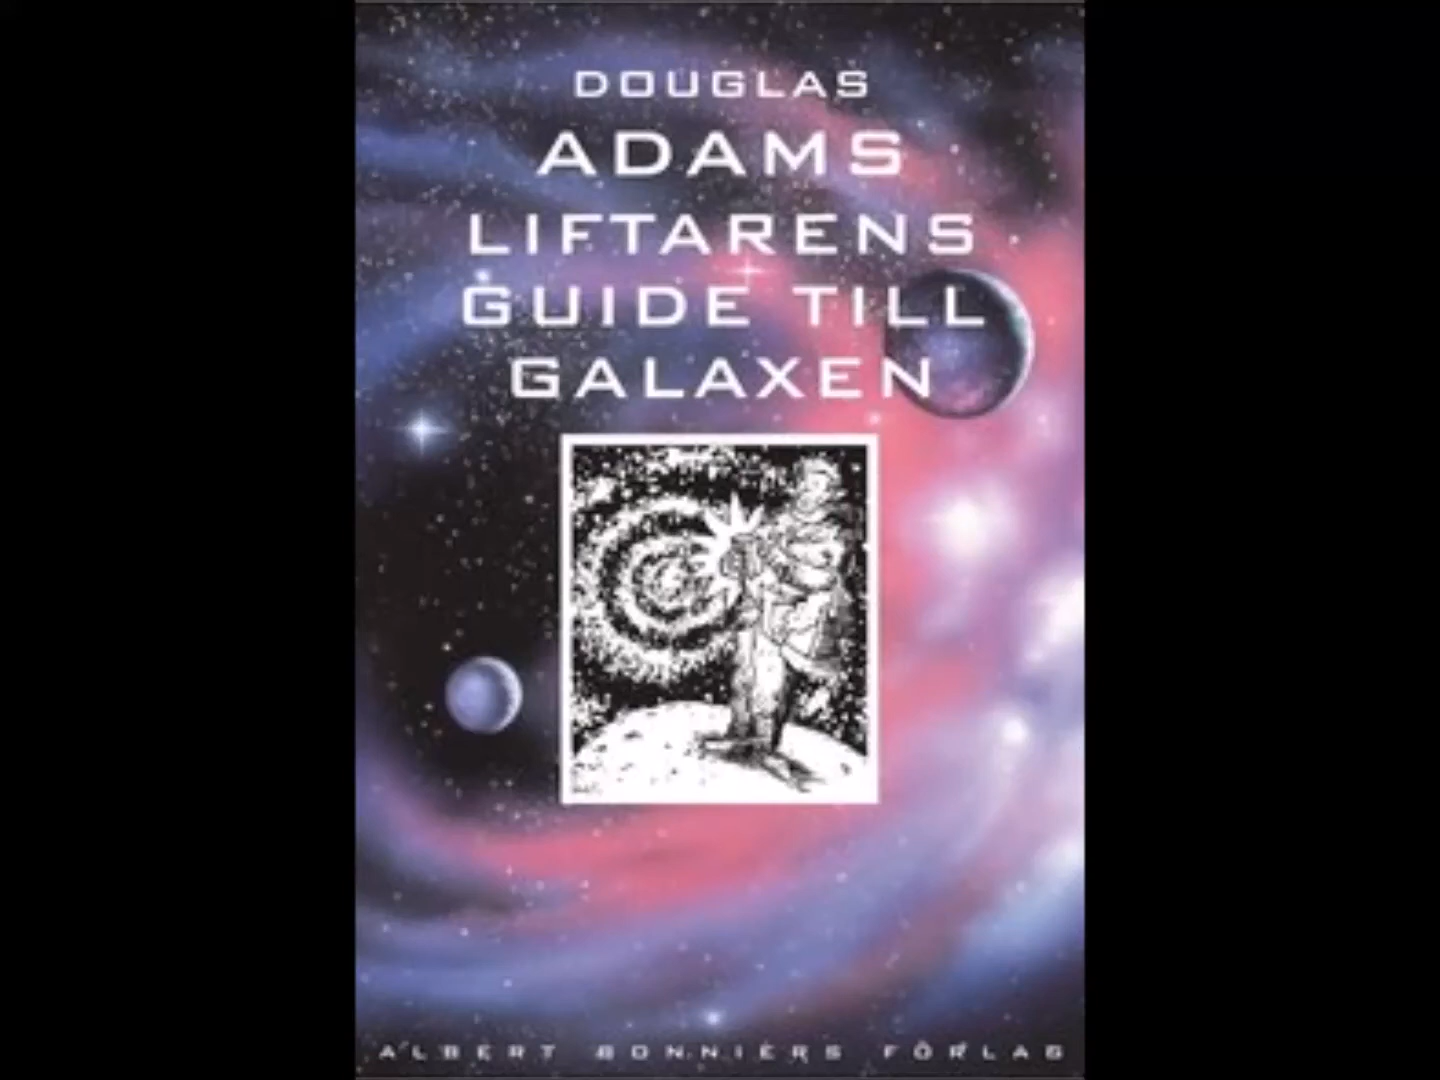 DOUGLAS
ADAMS
LIFTARENS
GUIDE TILL
GALAXEN
ALBERT BONNIERS FÖRLAG